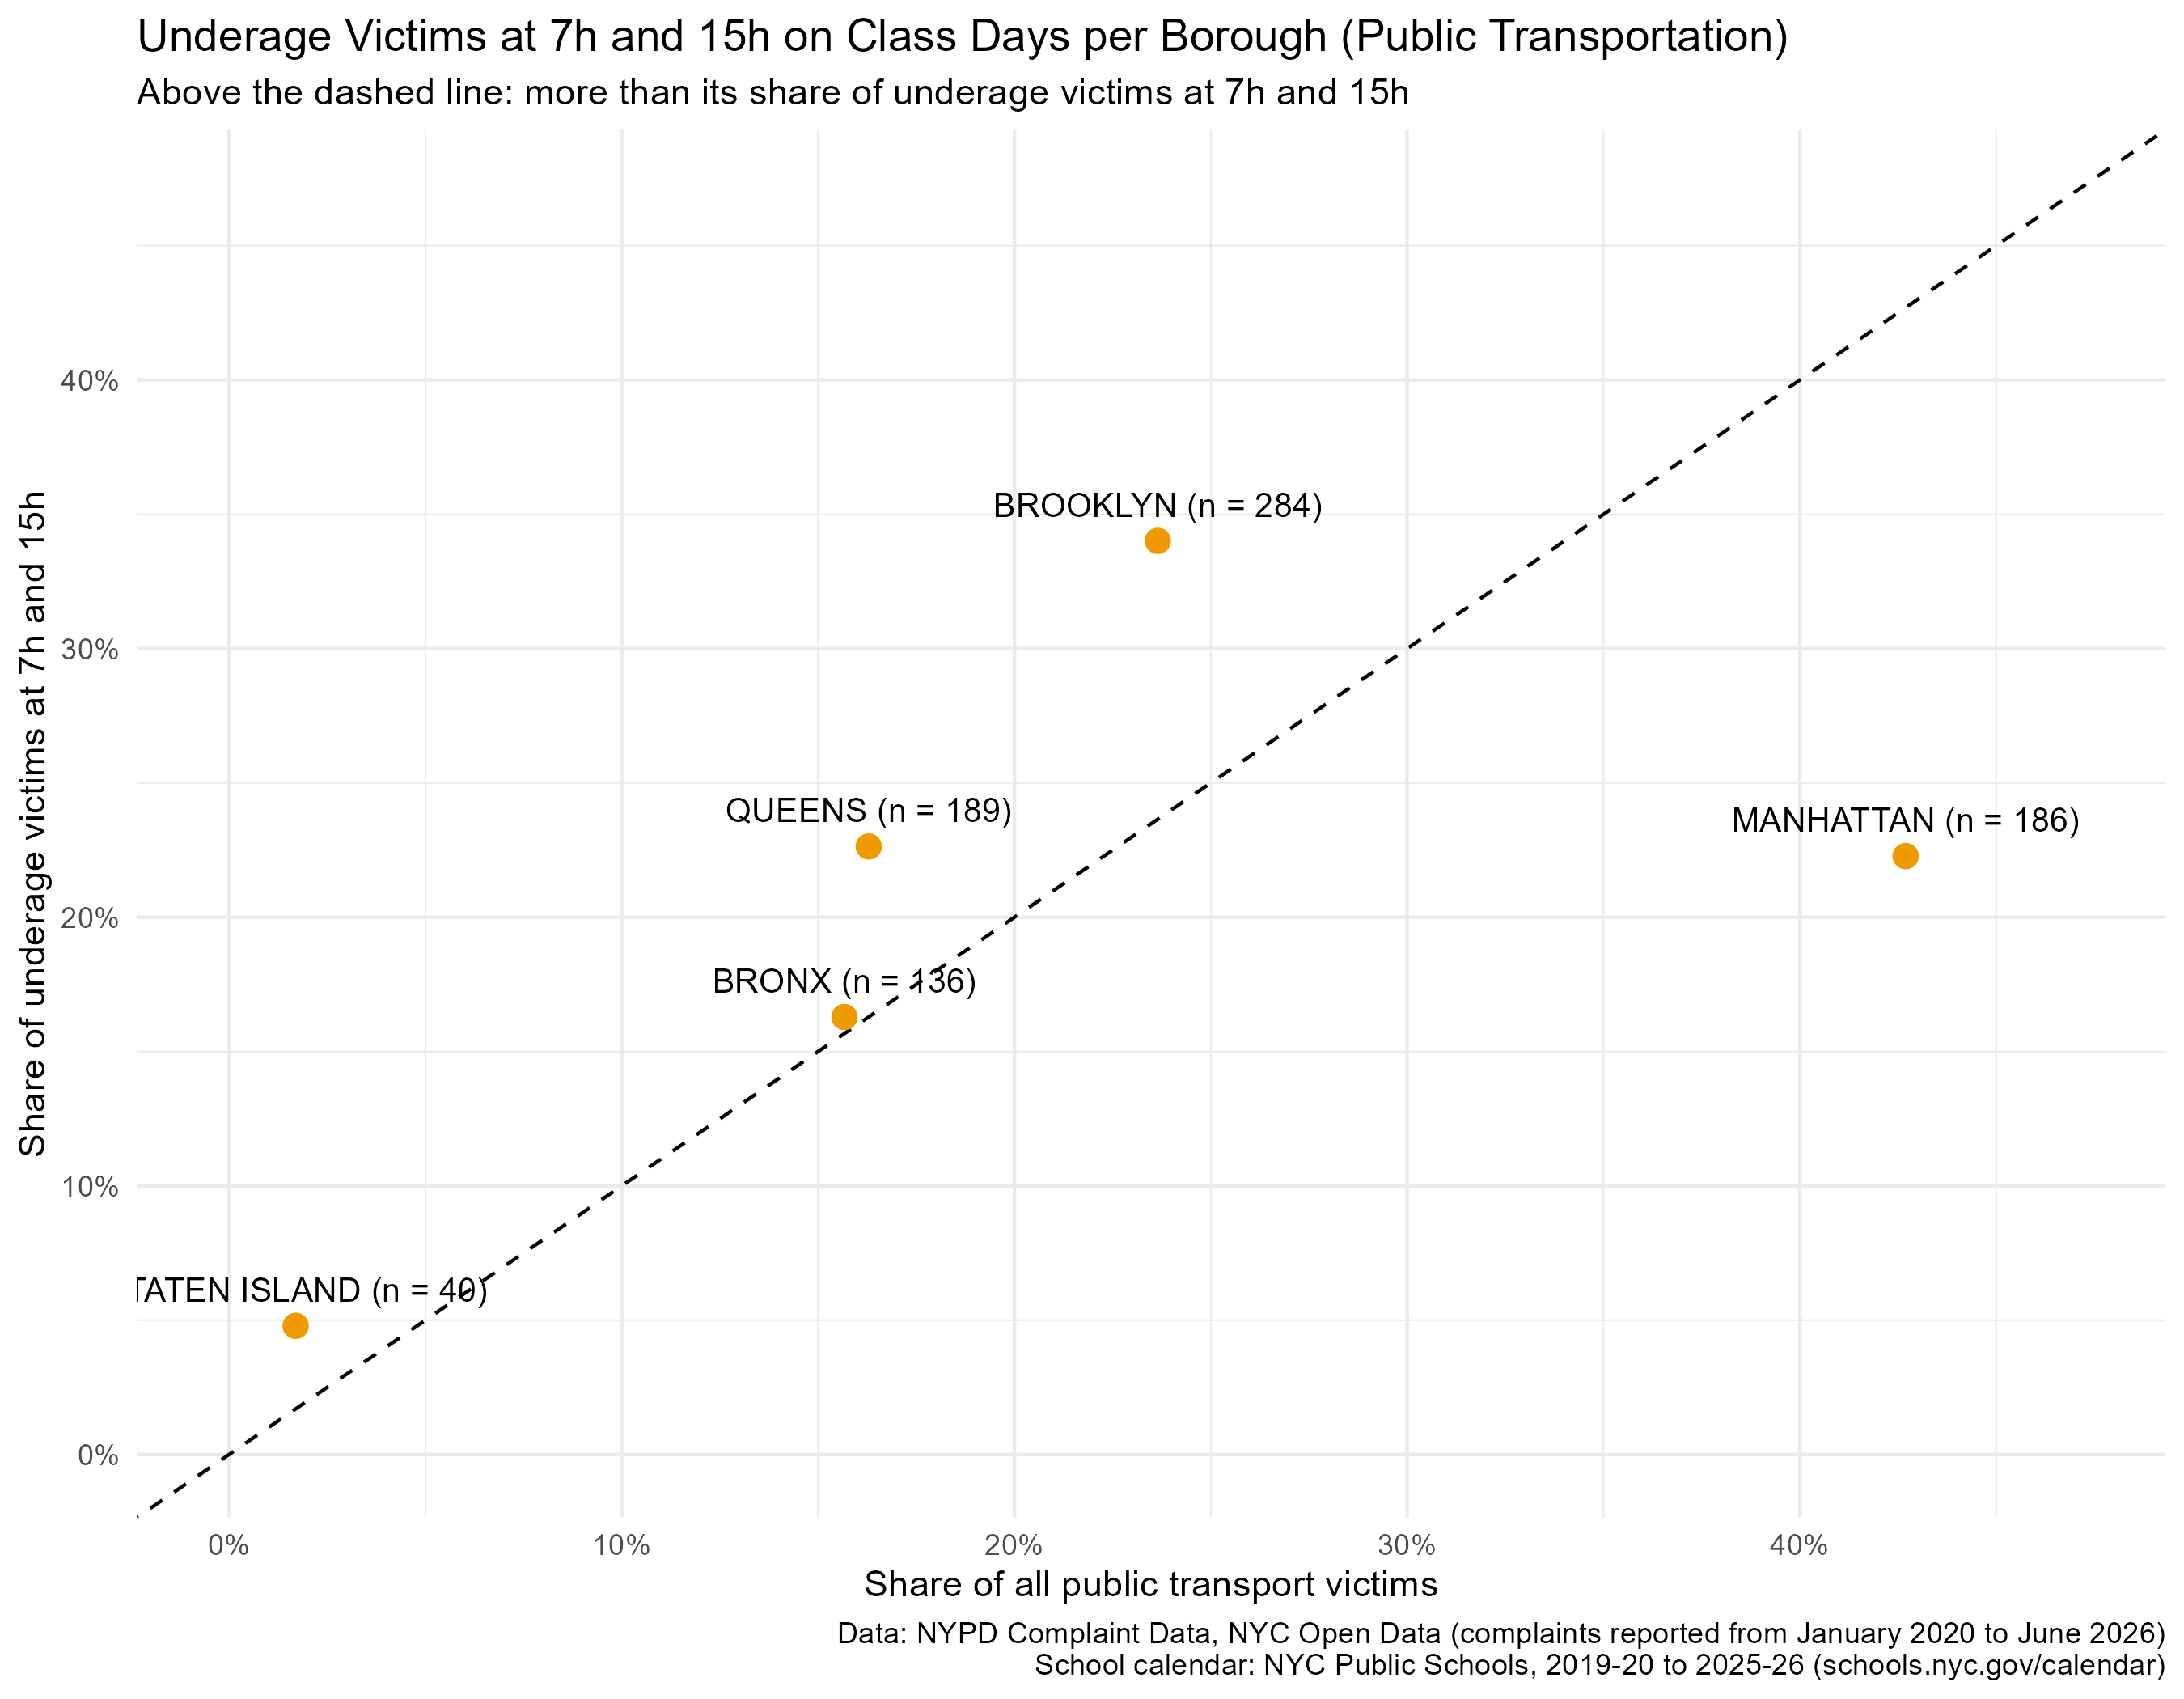 Underage Victims at 7h and 15h on Class Days per Borough (Public Transportation)
Above the dashed line: more than its share of underage victims at 7h and 15h
Share of underage victims at 7h and 15h
40%
30%
20%
10%
0%
BROOKLYN (n = 284)
QUEENS (n = 189)
MANHATTAN (n = 186)
BRONX (n = 136)
TATEN ISLAND (n = 40)
0%
10%
20%
30%
40%
Share of all public transport victims
Data: NYPD Complaint Data, NYC Open Data (complaints reported from January 2020 to June 2026)
School calendar: NYC Public Schools, 2019-20 to 2025-26 (schools.nyc.gov/calendar)